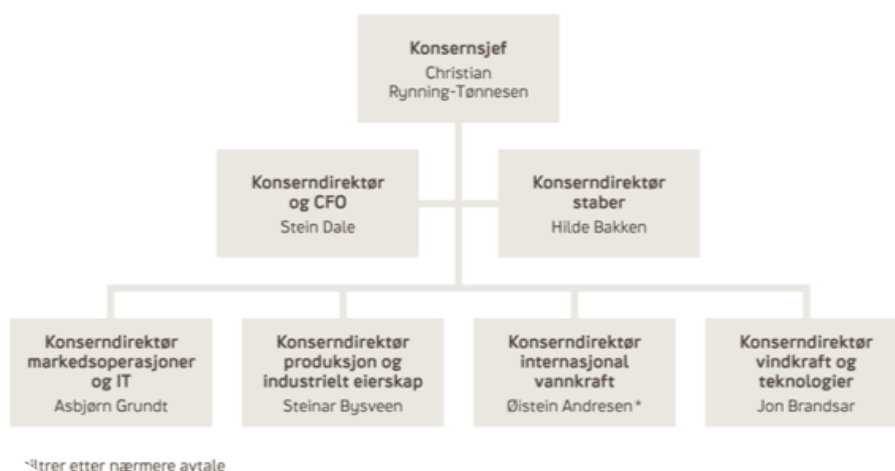 Konsernsjef
Christian
Rynning-Tønnesen
Konserndirektør
og CFO
Stein Dale
Konserndirektør
staber
Hilde Bakken
Konserndirektør
markedsoperasjoner
og IT
Asbjørn Grundt
Konserndirektør
produksjon og
industrielt eierskap
Steinar Bysveen
Konserndirektør
internasjonal
vannkraft
Øistein Andresen*
Konserndirektør
vindkraft og
teknologier
Jon Brandsar
etter nærmere avtale